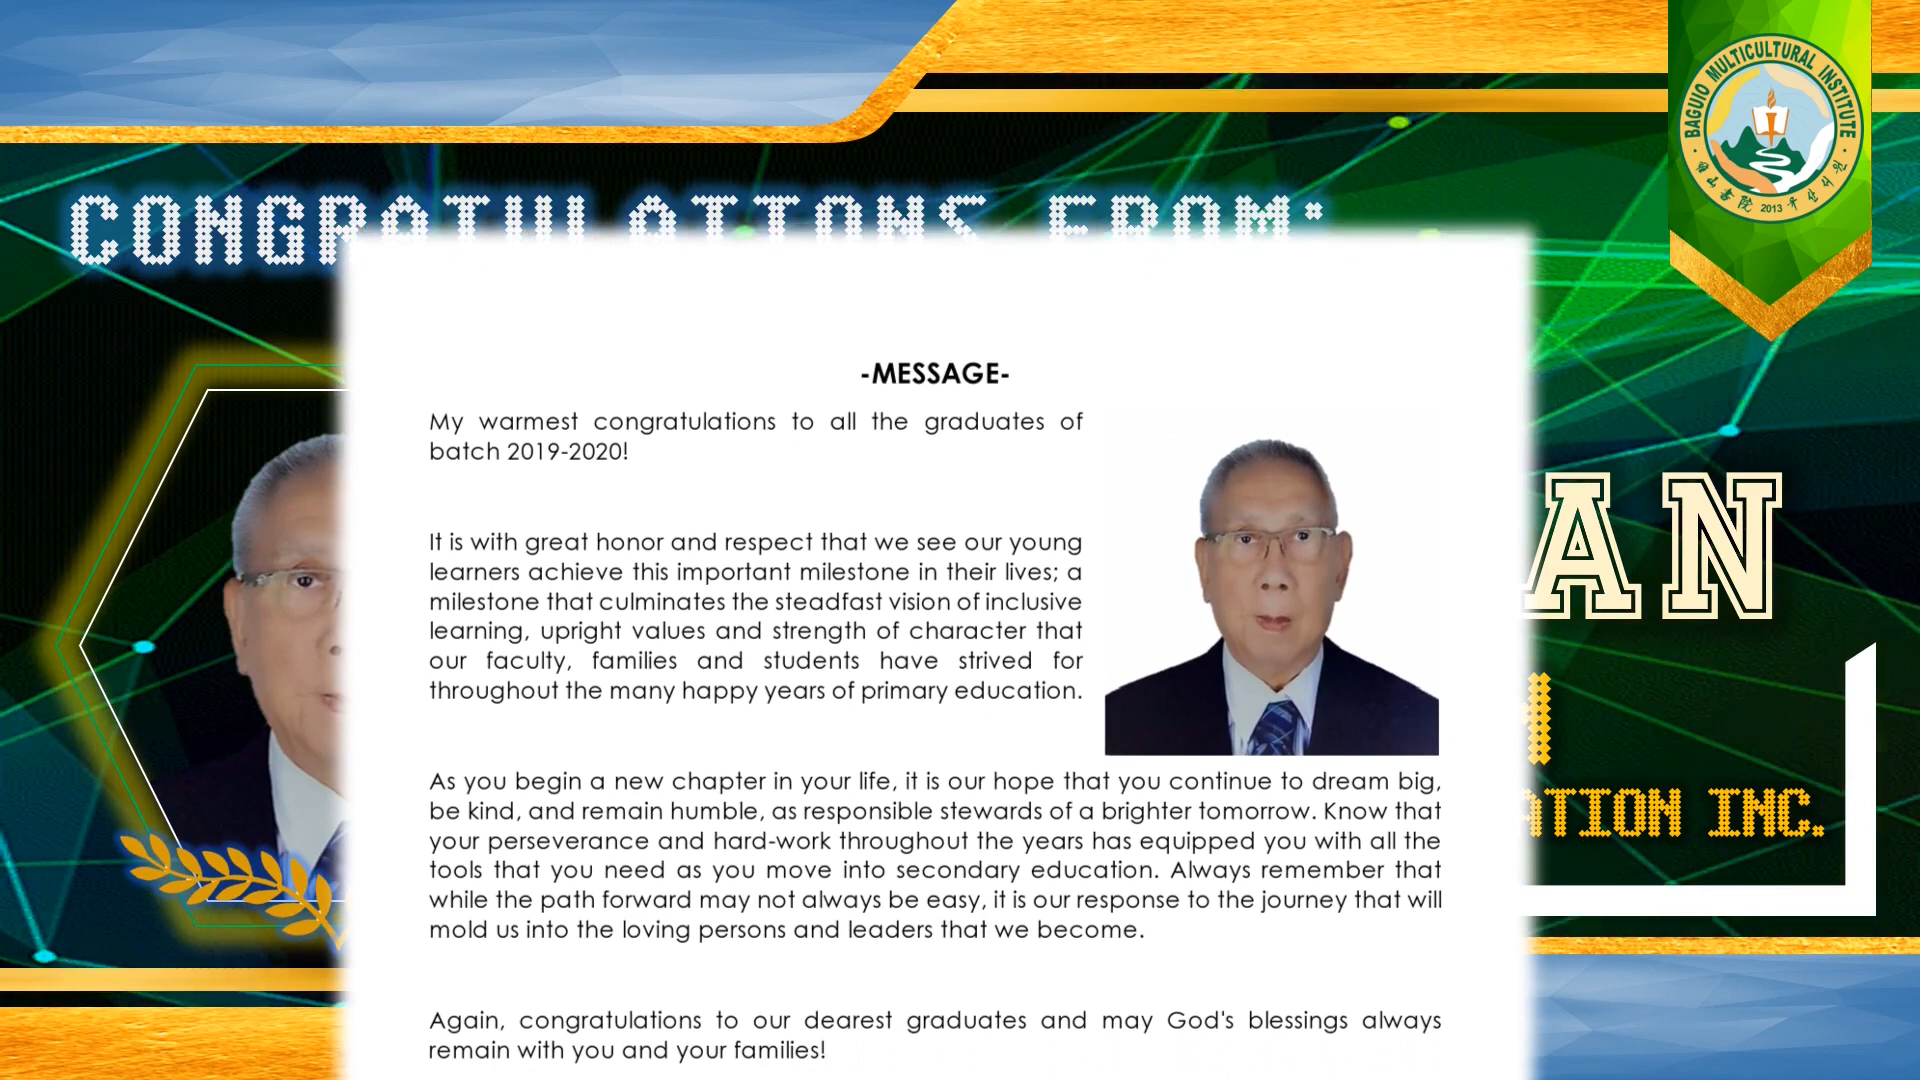 CONGRATULATIONS FROM:
BAGUIO MULTICULTURAL INSTITUTE
2013
-MESSAGE-
My warmest congratulations to all the graduates of
batch 2019-2020!
It is with great honor and respect that we see our young
learners achieve this important milestone in their lives; a
milestone that culminates the steadfast vision of inclusive
learning, upright values and strength of character that
our faculty, families and students have strived for
throughout the many happy years of primary education.
As you begin a new chapter in your life, it is our hope that you continue to dream big,
be kind, and remain humble, as responsible stewards of a brighter tomorrow. Know that
your perseverance and hard-work throughout the years has equipped you with all the
tools that you need as you move into secondary education. Always remember that
while the path forward may not always be easy, it is our response to the journey that will
mold us into the loving persons and leaders that we become.
Again, congratulations to our dearest graduates and may God's blessings always
remain with you and your families!
AN
ATION INC.